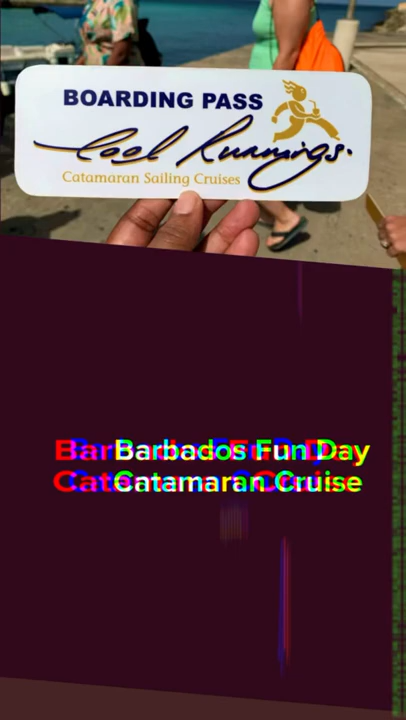 BOARDING PASS
Cool Runnings.
Catamaran Sailing Cruises
Barbados Fun Day
Catamaran Cruise